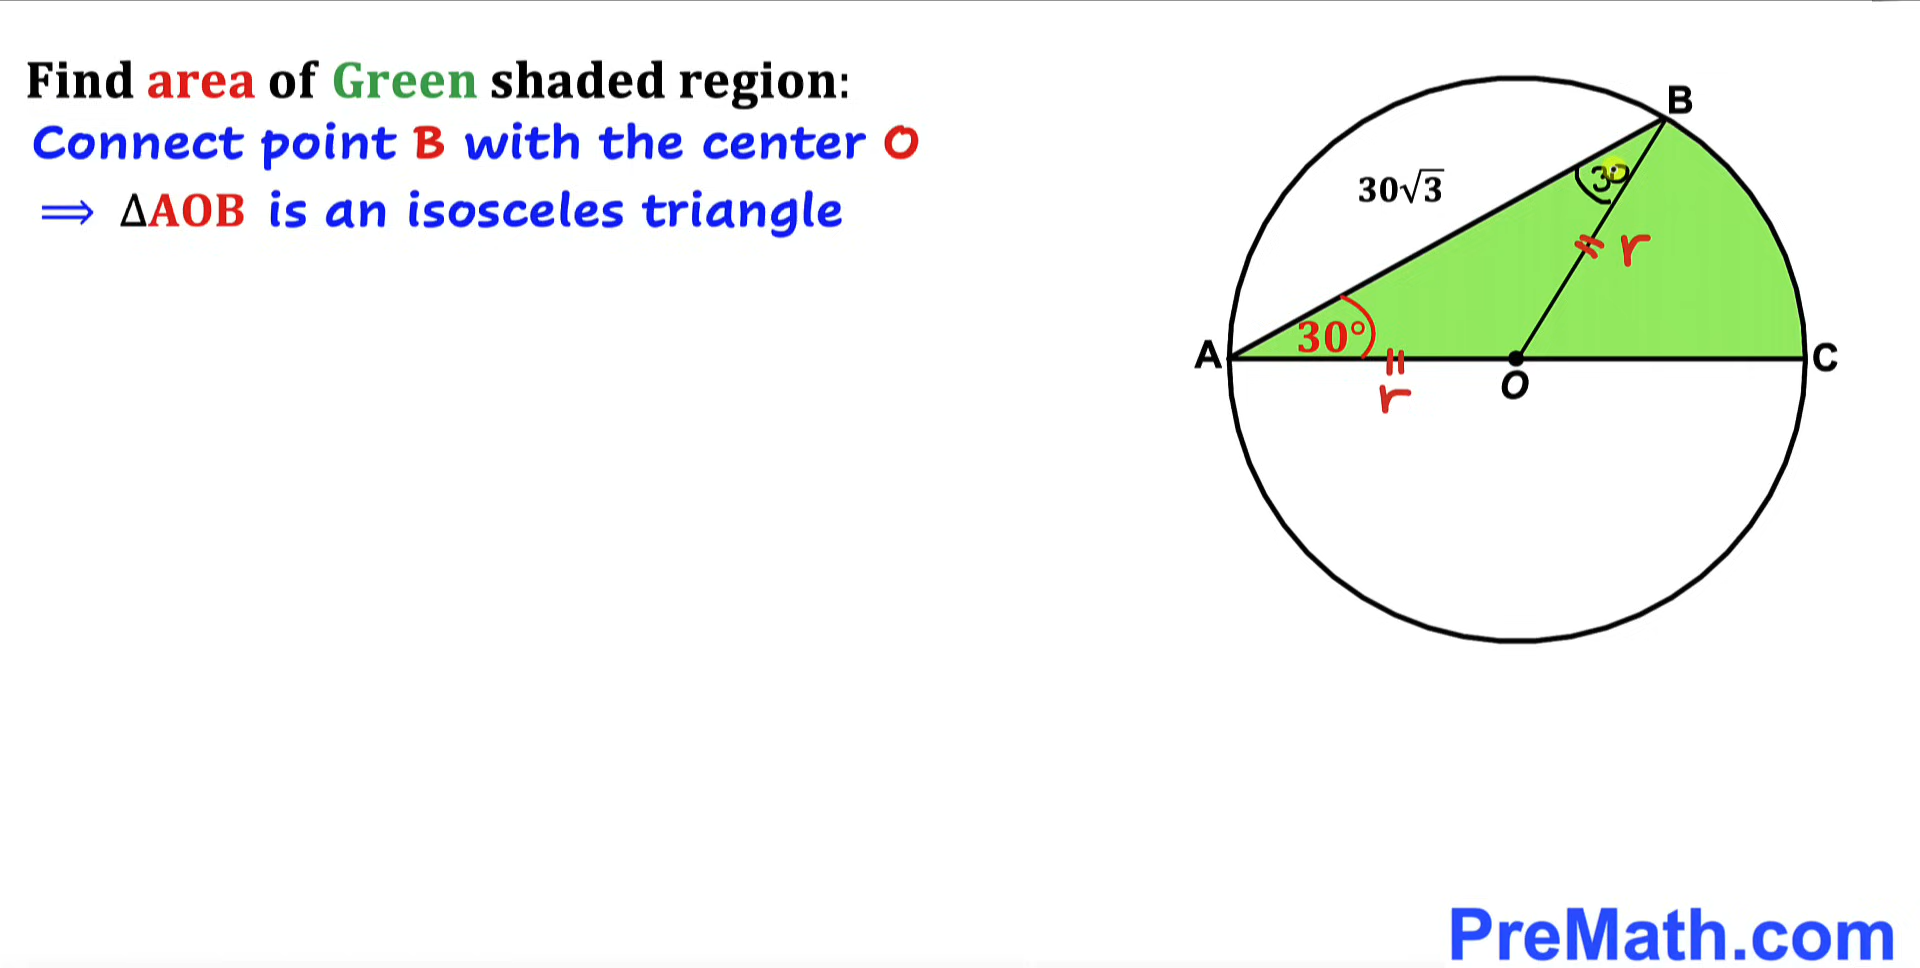 Find area of Green shaded region:
Connect point B with the center O
⟹ ΔAOB is an isosceles triangle
B
30√3
30
r
30°
A
C
O
r
PreMath.com